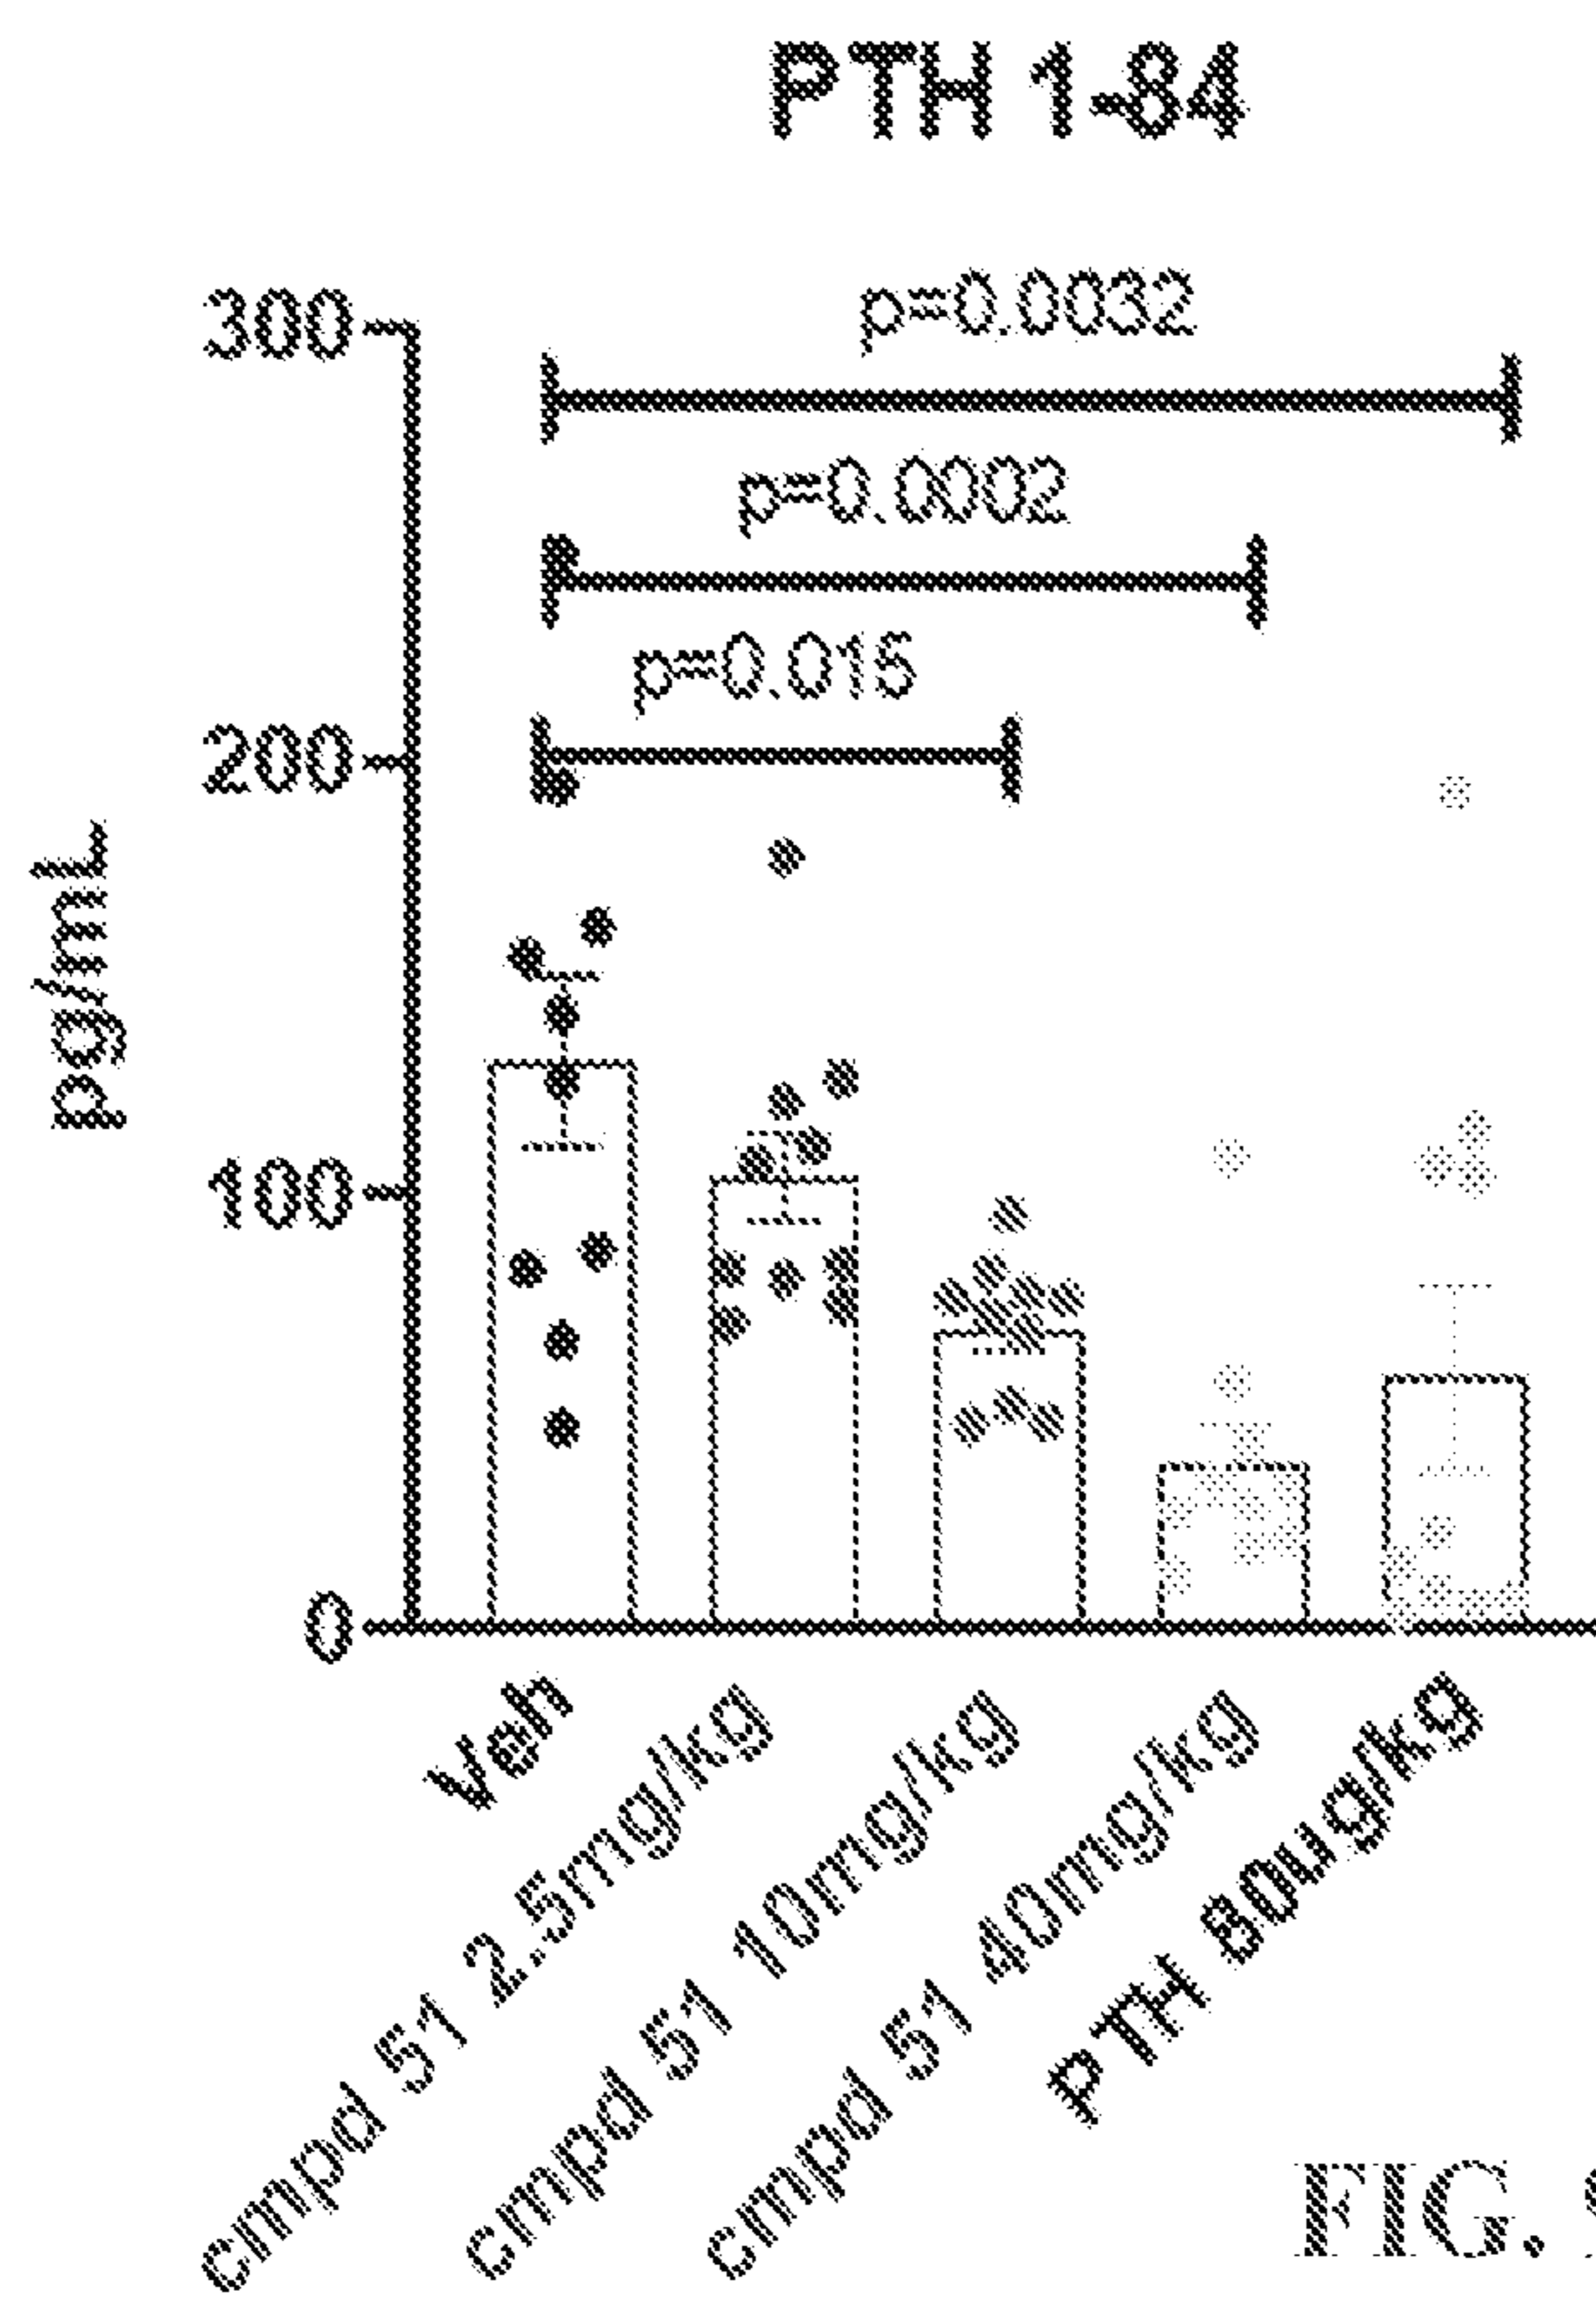 PTH 1-84
p=0.0032
300
p=0.0002
p=0.015
200
pg/mL
100
0
Veh
cmpd 51 2.5mg/kg
cmpd 51 10mg/kg
cmpd 51 40mg/kg
PTH 80ug/kg
FIG.